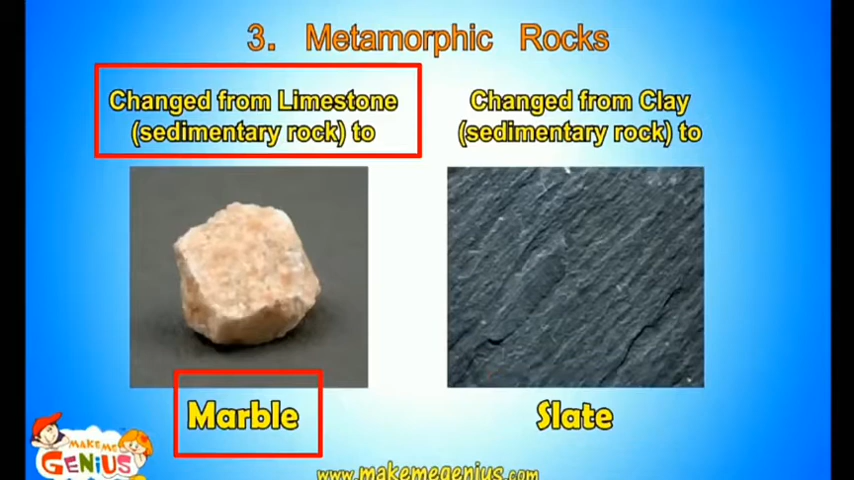 3. Metamorphic Rocks
Changed from Limestone
(sedimentary rock) to
Changed from Clay
(sedimentary rock) to
Marble
Slate
MAKEME
GENiUS
www.makemegenius.com